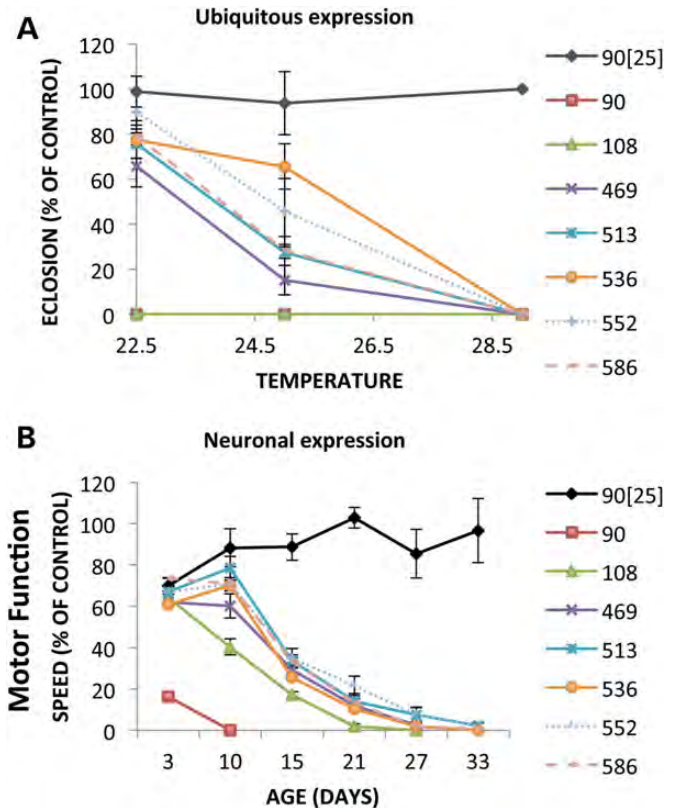 A
Ubiquitous expression
ECLOSION (% OF CONTROL)
120
100
80
60
40
20
0
22.5 24.5 26.5 28.5
TEMPERATURE
90[25]
90
108
469
513
536
552
586
B
Neuronal expression
Motor Function
SPEED (% OF CONTROL)
120
100
80
60
40
20
0
3 10 15 21 27 33
AGE (DAYS)
90[25]
90
108
469
513
536
552
586